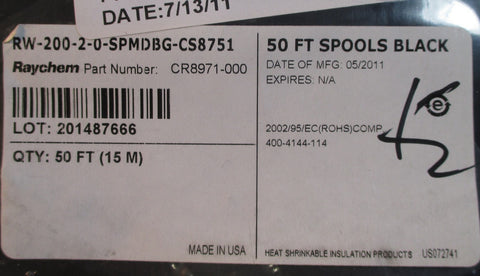 DATE:7/13/11
RW-200-2-0-SPMDBG-CS8751
Raychem Part Number: CR8971-000
LOT: 201487666
QTY: 50 FT (15 M)
MADE IN USA
50 FT SPOOLS BLACK
DATE OF MFG: 05/2011
EXPIRES: N/A
e
2002/95/EC(ROHS)COMP
400-4144-114
HEAT SHRINKABLE INSULATION PRODUCTS US072741